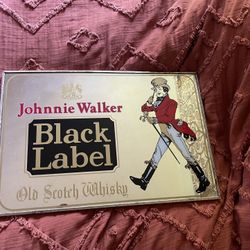 Johnnie Walker
Black
Label
Old Scotch Whisky